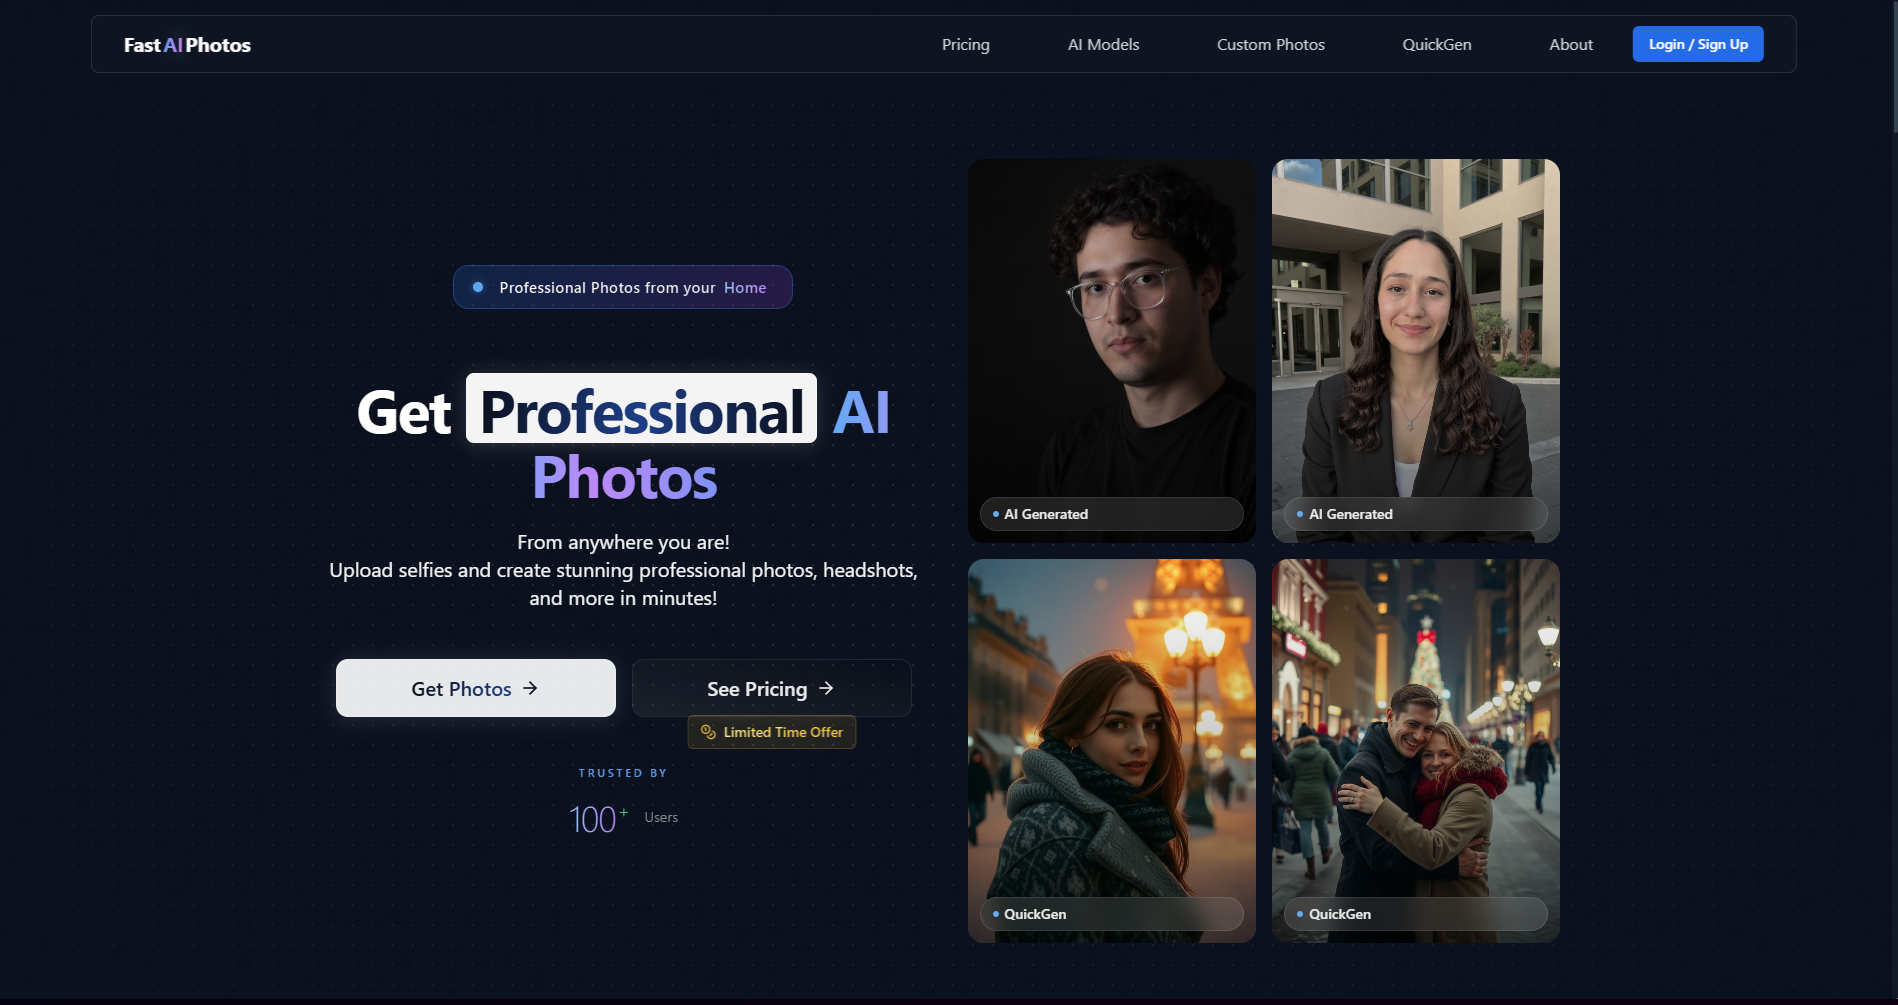 Fast AI Photos
Pricing
AI Models
Custom Photos
QuickGen
About
Login / Sign Up
Professional Photos from your Home
Get Professional AI
Photos
From anywhere you are!
Upload selfies and create stunning professional photos, headshots,
and more in minutes!
Get Photos →
See Pricing →
Limited Time Offer
TRUSTED BY
100+ Users
AI Generated
AI Generated
QuickGen
QuickGen